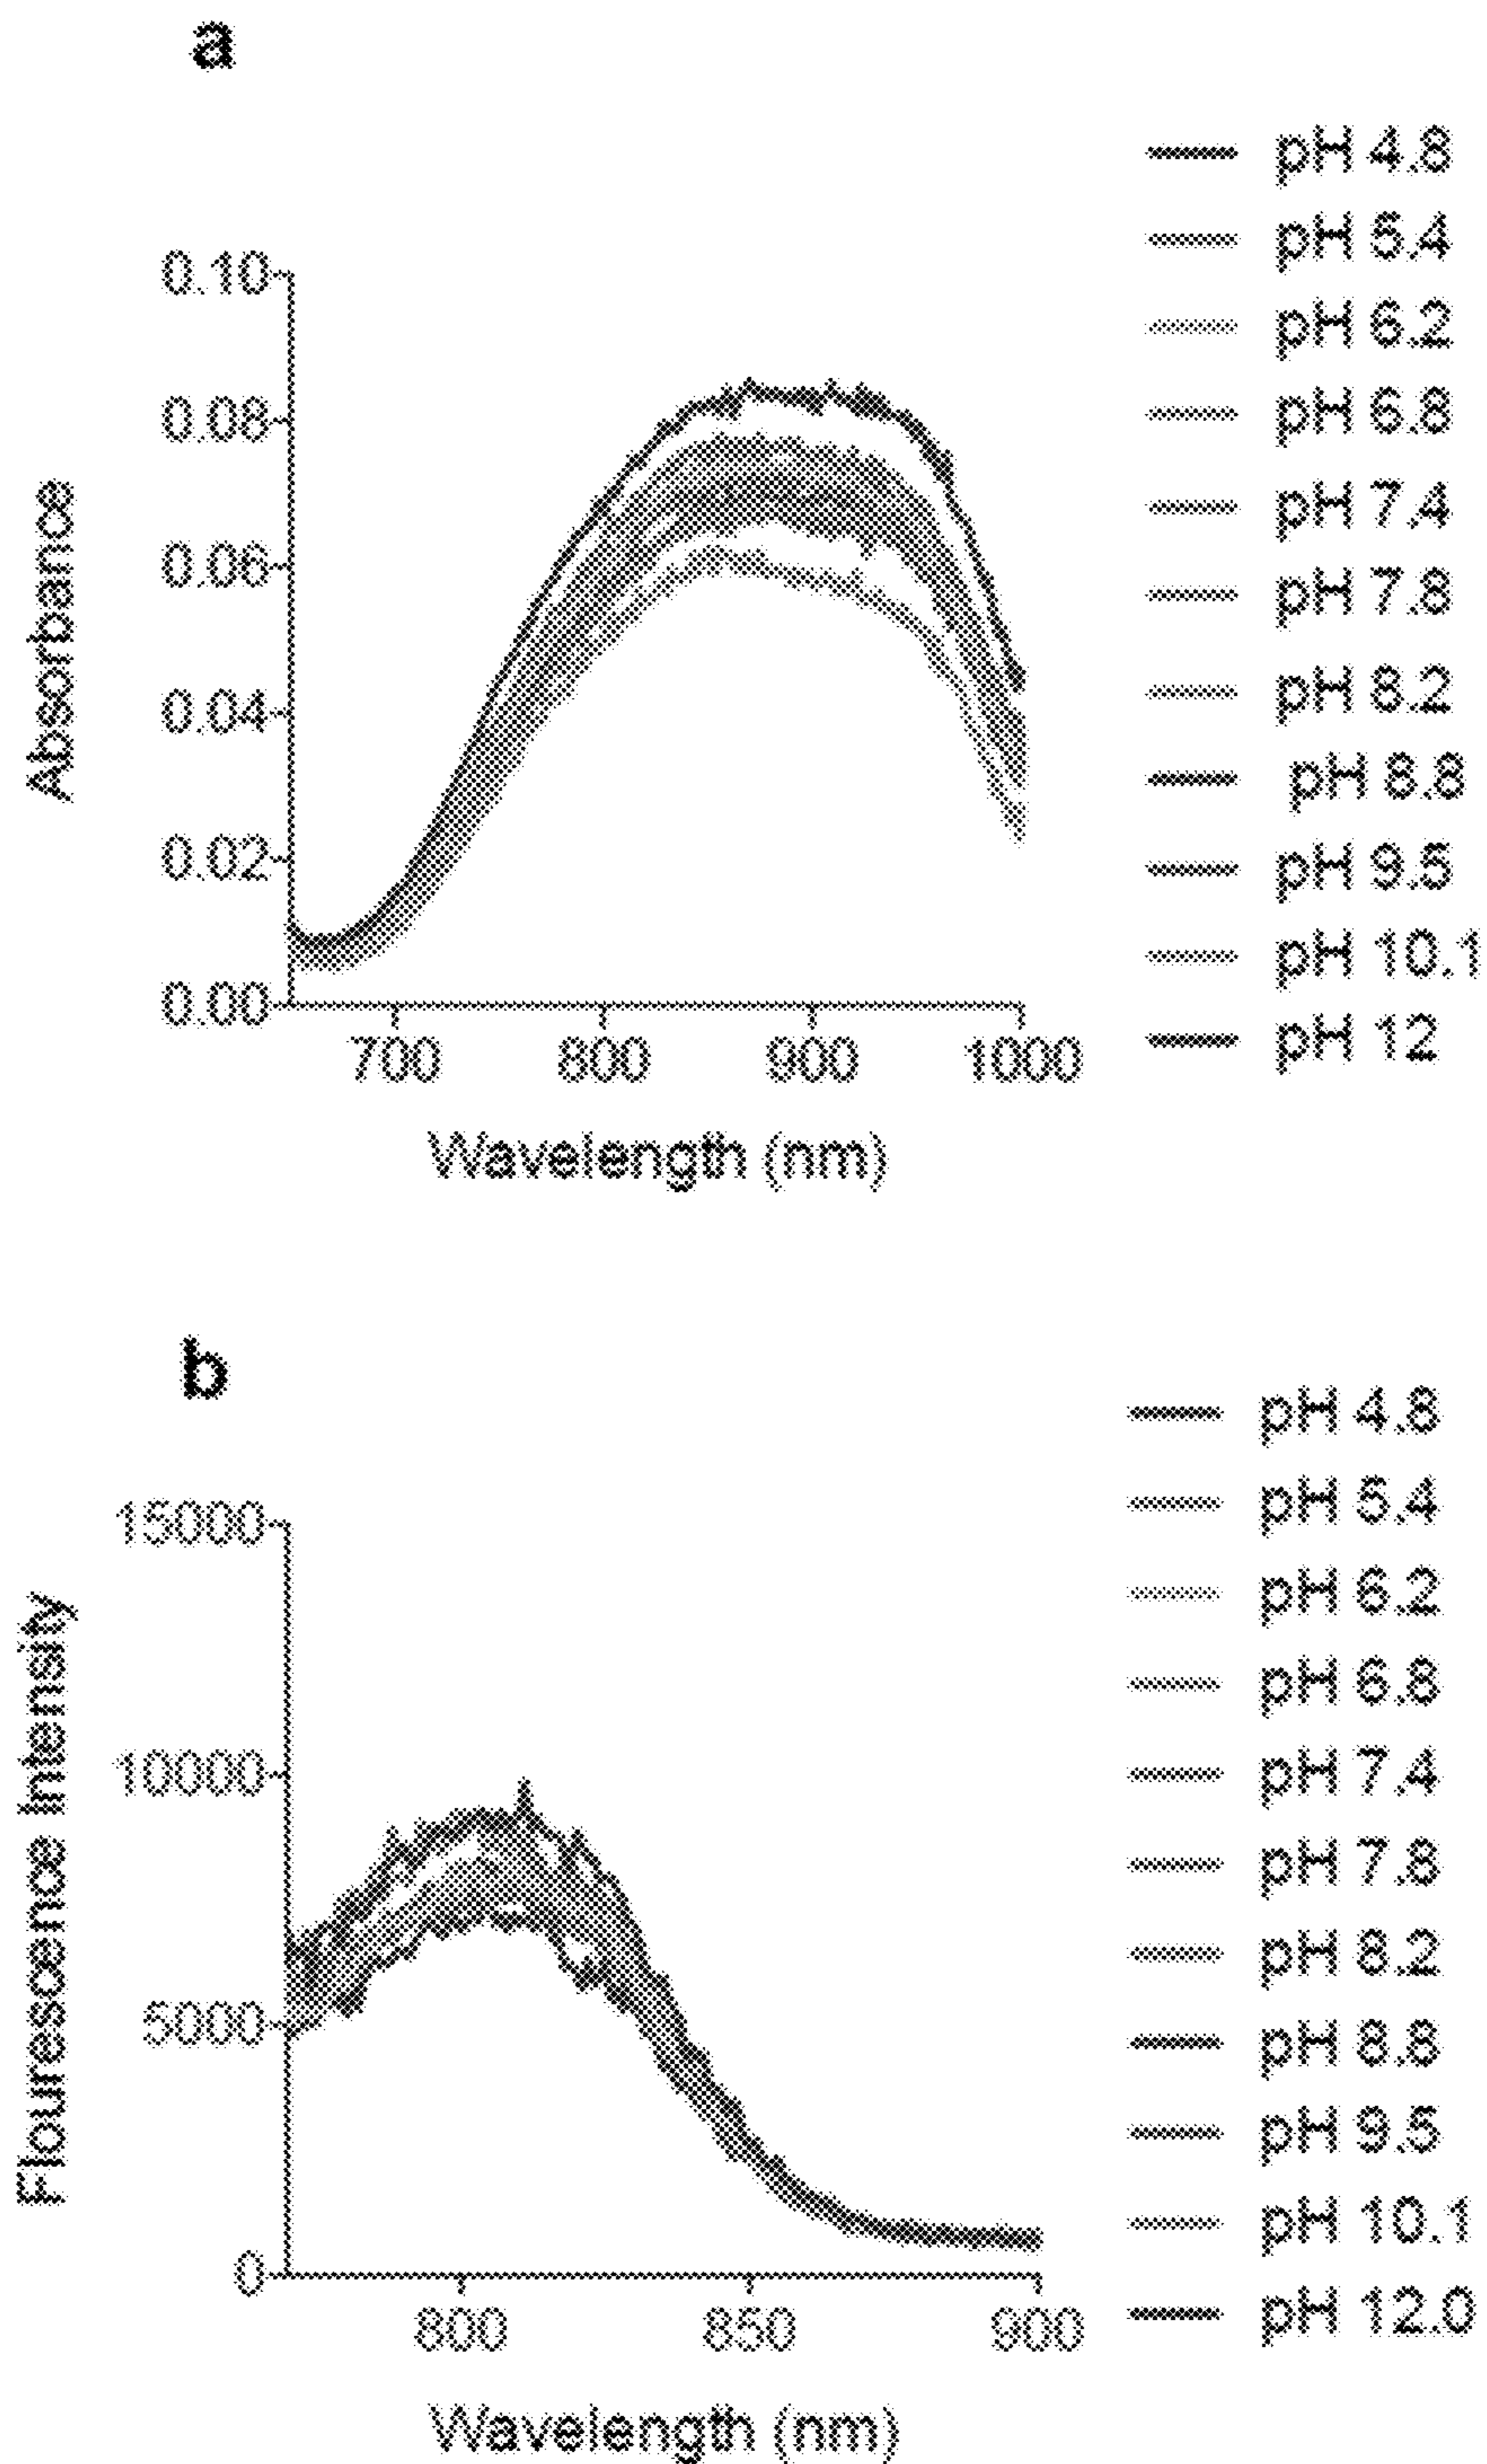 a
pH 4.8
pH 5.4
pH 6.2
pH 6.8
pH 7.4
pH 7.8
pH 8.2
pH 8.8
pH 9.5
pH 10.1
pH 12
0.10
0.08
0.06
0.04
0.02
0.00
Absorbance
700 800 900 1000
Wavelength (nm)
b
pH 4.8
pH 5.4
pH 6.2
pH 6.8
pH 7.4
pH 7.8
pH 8.2
pH 8.8
pH 9.5
pH 10.1
pH 12.0
15000
10000
5000
0
Flourescence Intensity
800 850 900
Wavelength (nm)